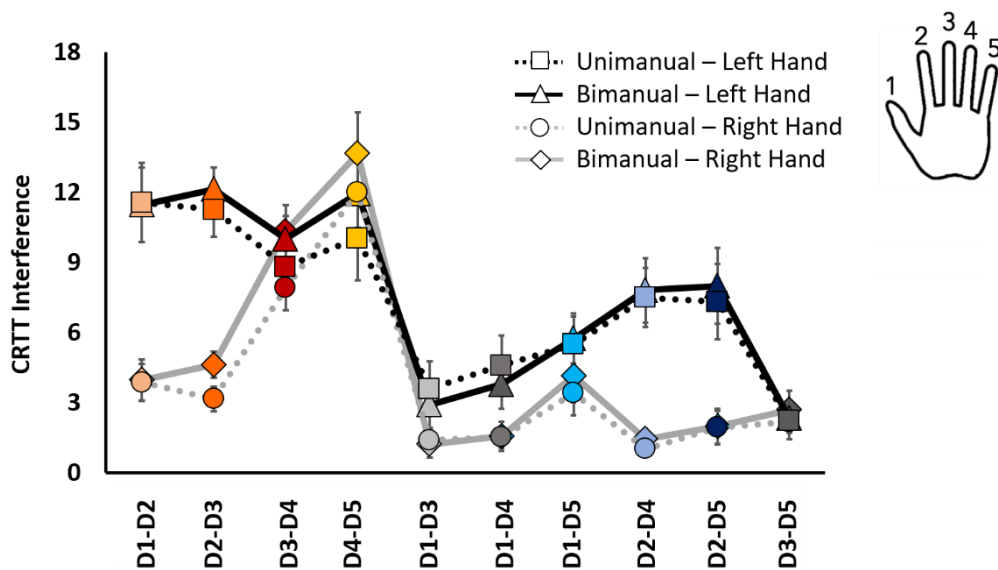 18
15
12
9
6
3
0
CRTT Interference
D1-D2
D2-D3
D3-D4
D4-D5
D1-D3
D1-D4
D1-D5
D2-D4
D2-D5
D3-D5
Unimanual – Left Hand
Bimanual – Left Hand
Unimanual – Right Hand
Bimanual – Right Hand
1
2
3
4
5